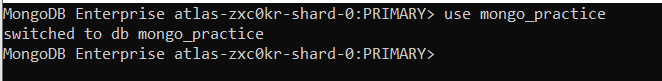 MongoDB Enterprise atlas-zxc0kr-shard-0:PRIMARY> use mongo_practice
switched to db mongo_practice
MongoDB Enterprise atlas-zxc0kr-shard-0:PRIMARY>